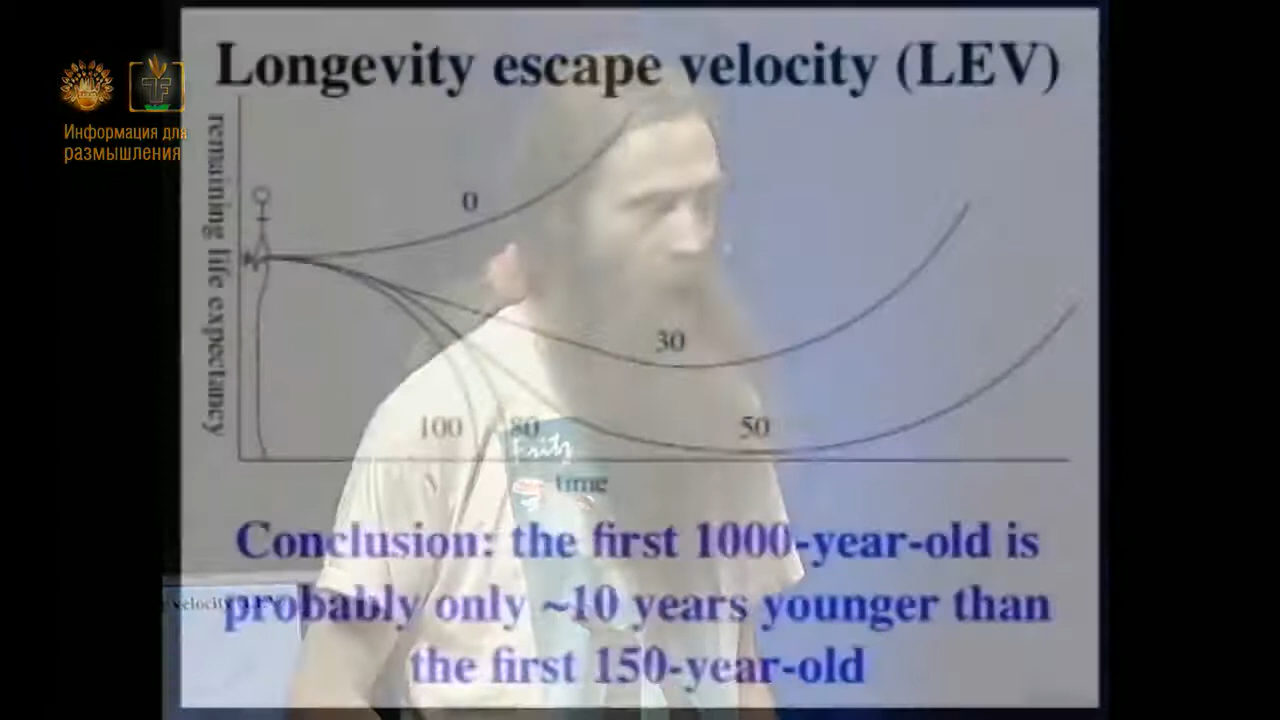 Longevity escape velocity (LEV)
Информация для
размышления
remaining life expectancy
0
30
100
80
50
Fritz
time
Conclusion: the first 1000-year-old is
velocity
probably only ~10 years younger than
the first 150-year-old